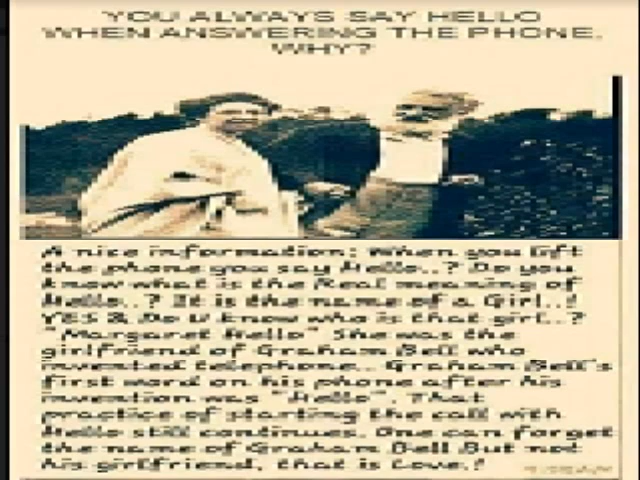 YOU ALWAYS SAY HELLO
WHEN ANSWERING THE PHONE.
WHY?
A nice information: When you lift
the phone you say Hello..? Do you
know what is the Real meaning of
Hello..? It is the name of a Girl..!
YES & Do U know who is that girl..?
"Margaret Hello" She was the
girlfriend of Graham Bell who
invented telephone.. Graham Bell's
first word on his phone after his
invention was "Hello". That
practice of starting the call with
Hello still continues. One can forget
the name of Graham Bell But not
his girlfriend, that is Love.!